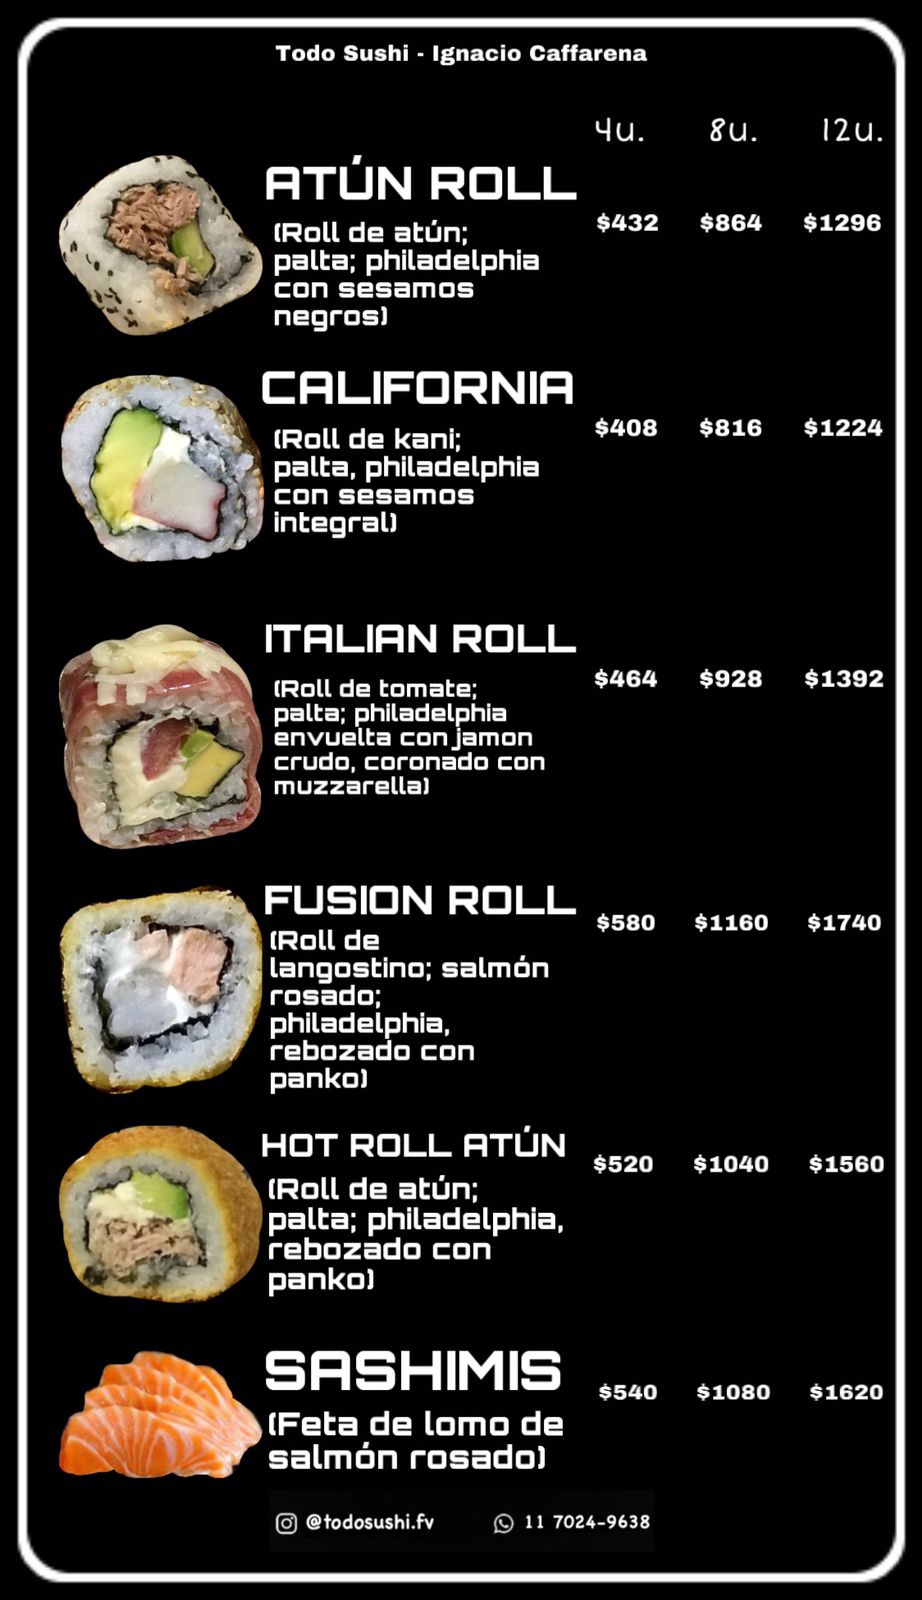 Todo Sushi - Ignacio Caffarena
4u. 8u. 12u.
ATÚN ROLL
$432 $864 $1296
(Roll de atún;
palta; philadelphia
con sesamos
negros)
CALIFORNIA
$408 $816 $1224
(Roll de kani;
palta, philadelphia
con sesamos
integral)
ITALIAN ROLL
$464 $928 $1392
(Roll de tomate;
palta; philadelphia
envuelta con jamon
crudo, coronado con
muzzarella)
FUSION ROLL
$580 $1160 $1740
(Roll de
langostino; salmón
rosado;
philadelphia,
rebozado con
panko)
HOT ROLL ATÚN
$520 $1040 $1560
(Roll de atún;
palta; philadelphia,
rebozado con
panko)
SASHIMIS
$540 $1080 $1620
(Feta de lomo de
salmón rosado)
@todosushi.fv 11 7024-9638